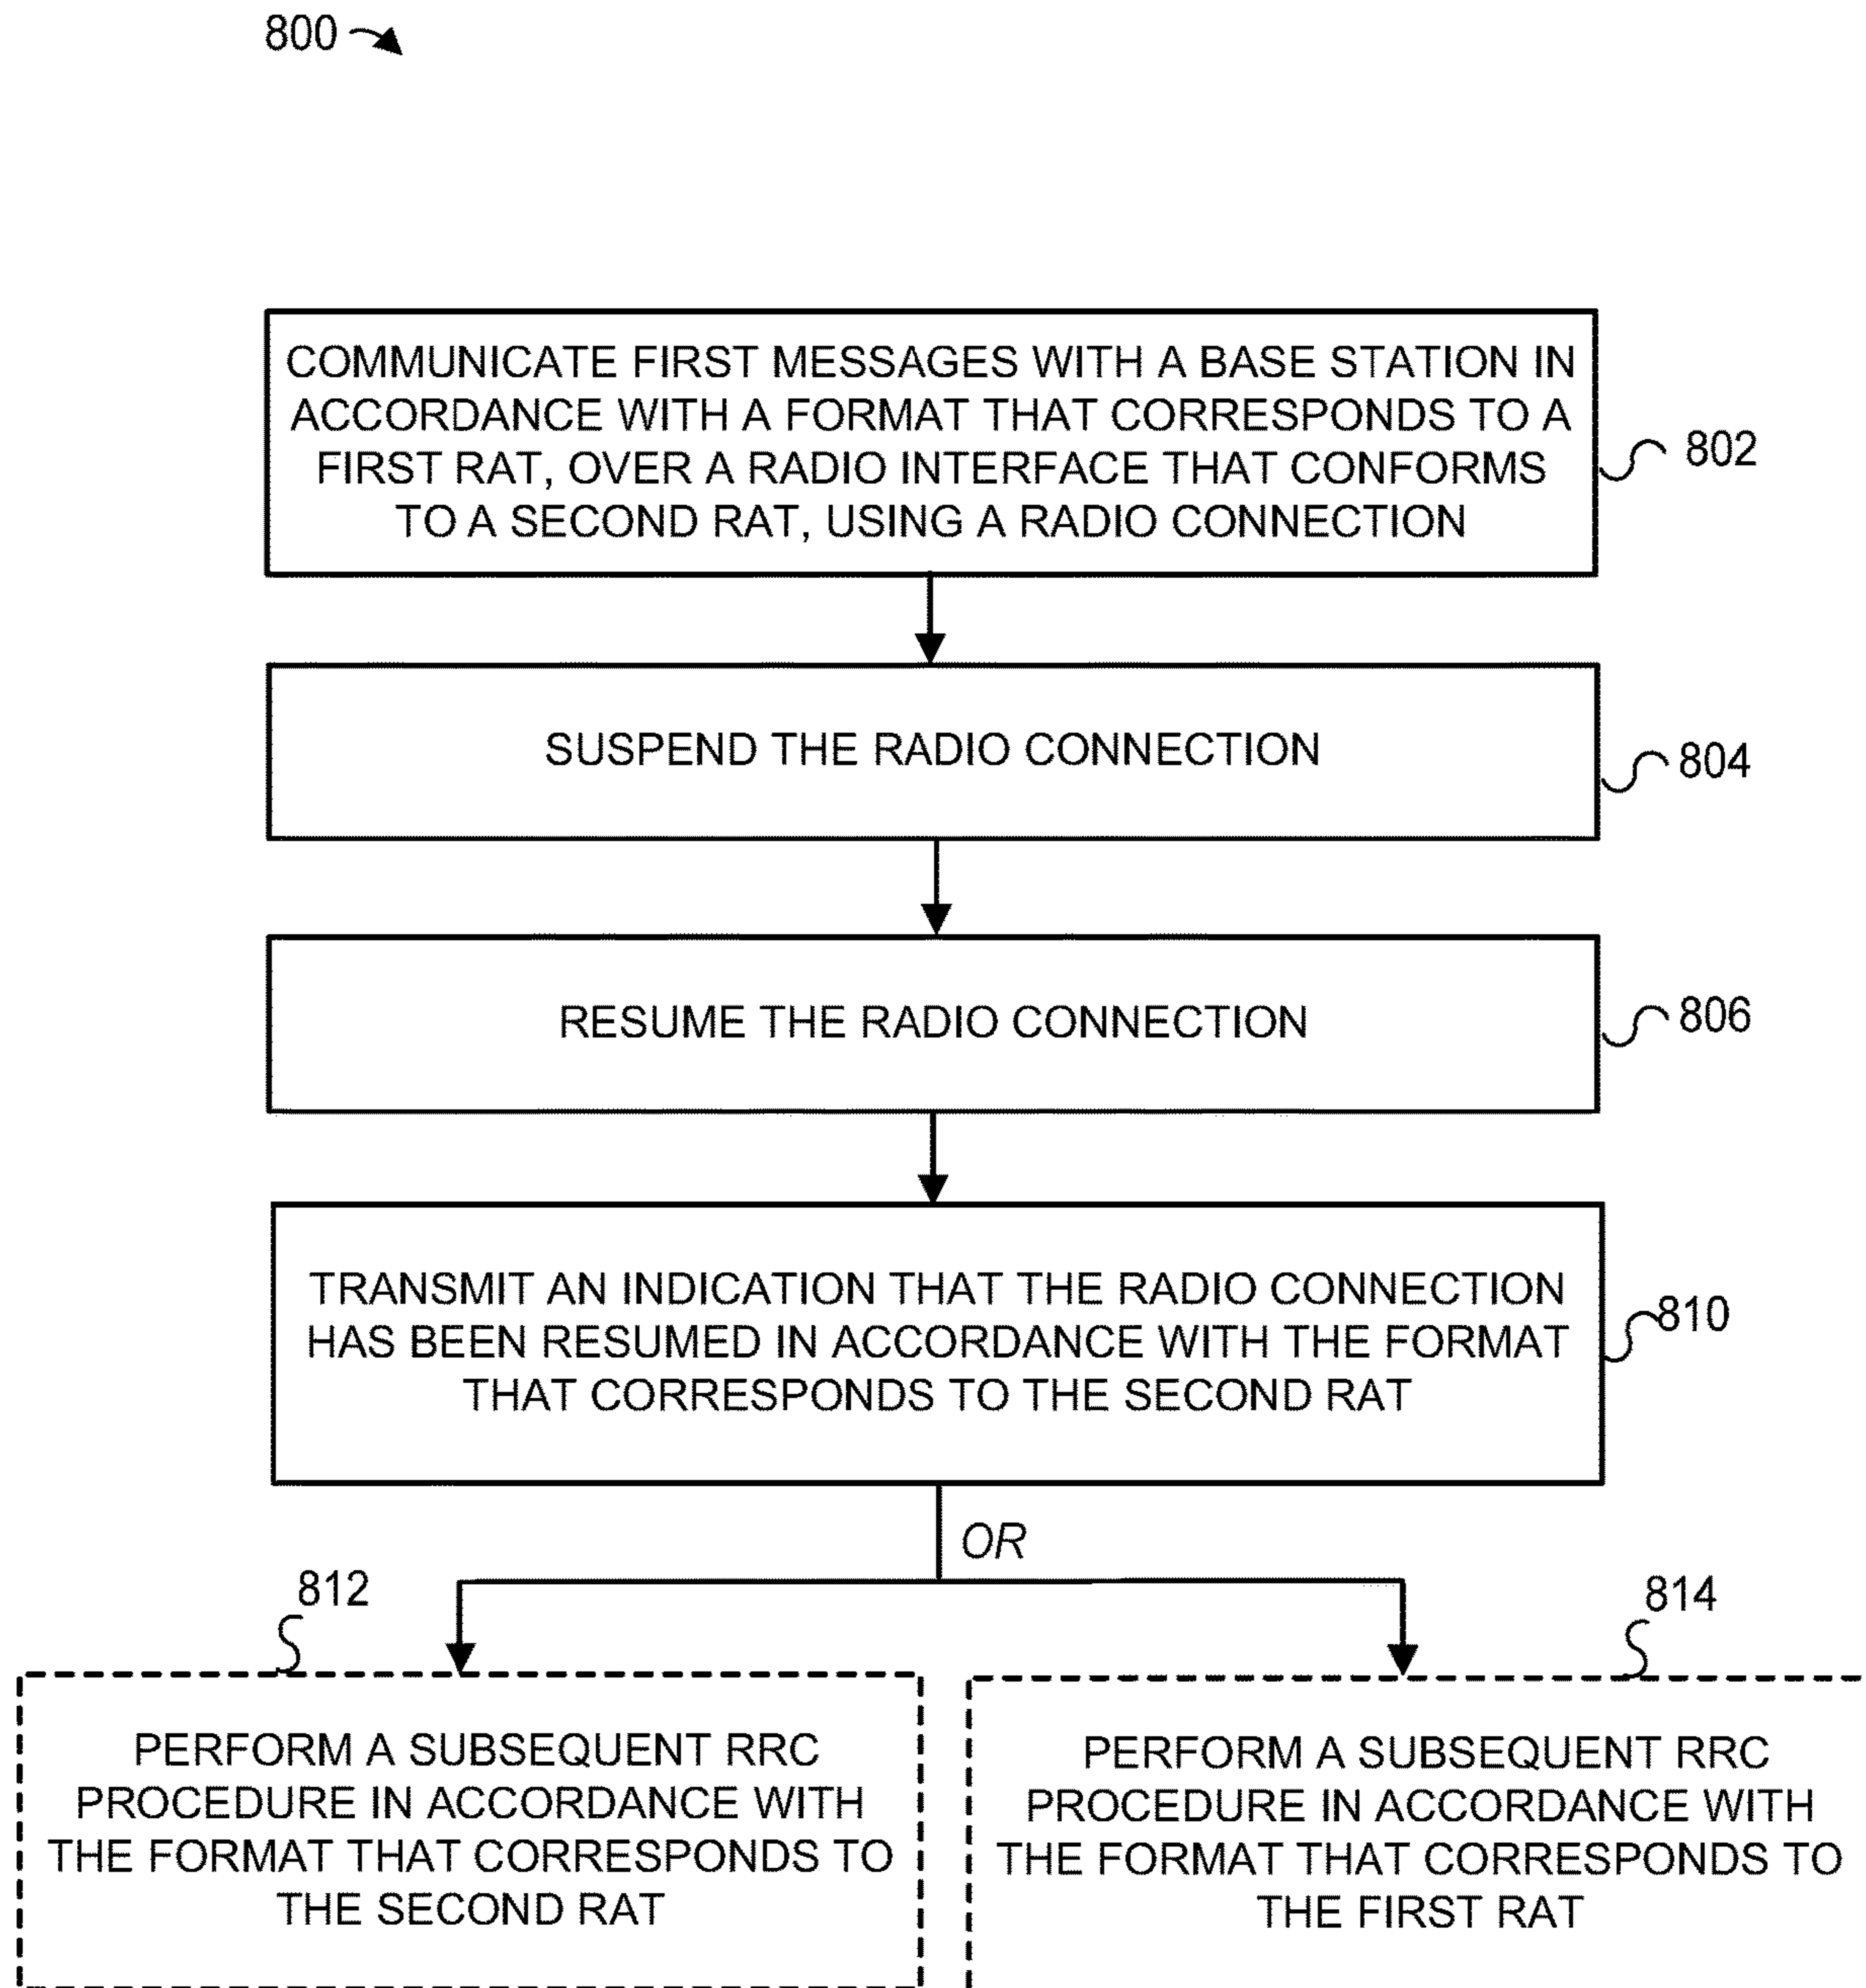 800
COMMUNICATE FIRST MESSAGES WITH A BASE STATION IN
ACCORDANCE WITH A FORMAT THAT CORRESPONDS TO A
FIRST RAT, OVER A RADIO INTERFACE THAT CONFORMS
TO A SECOND RAT, USING A RADIO CONNECTION
802
SUSPEND THE RADIO CONNECTION
804
RESUME THE RADIO CONNECTION
806
TRANSMIT AN INDICATION THAT THE RADIO CONNECTION
HAS BEEN RESUMED IN ACCORDANCE WITH THE FORMAT
THAT CORRESPONDS TO THE SECOND RAT
810
OR
812
PERFORM A SUBSEQUENT RRC
PROCEDURE IN ACCORDANCE WITH
THE FORMAT THAT CORRESPONDS TO
THE SECOND RAT
814
PERFORM A SUBSEQUENT RRC
PROCEDURE IN ACCORDANCE WITH
THE FORMAT THAT CORRESPONDS TO
THE FIRST RAT